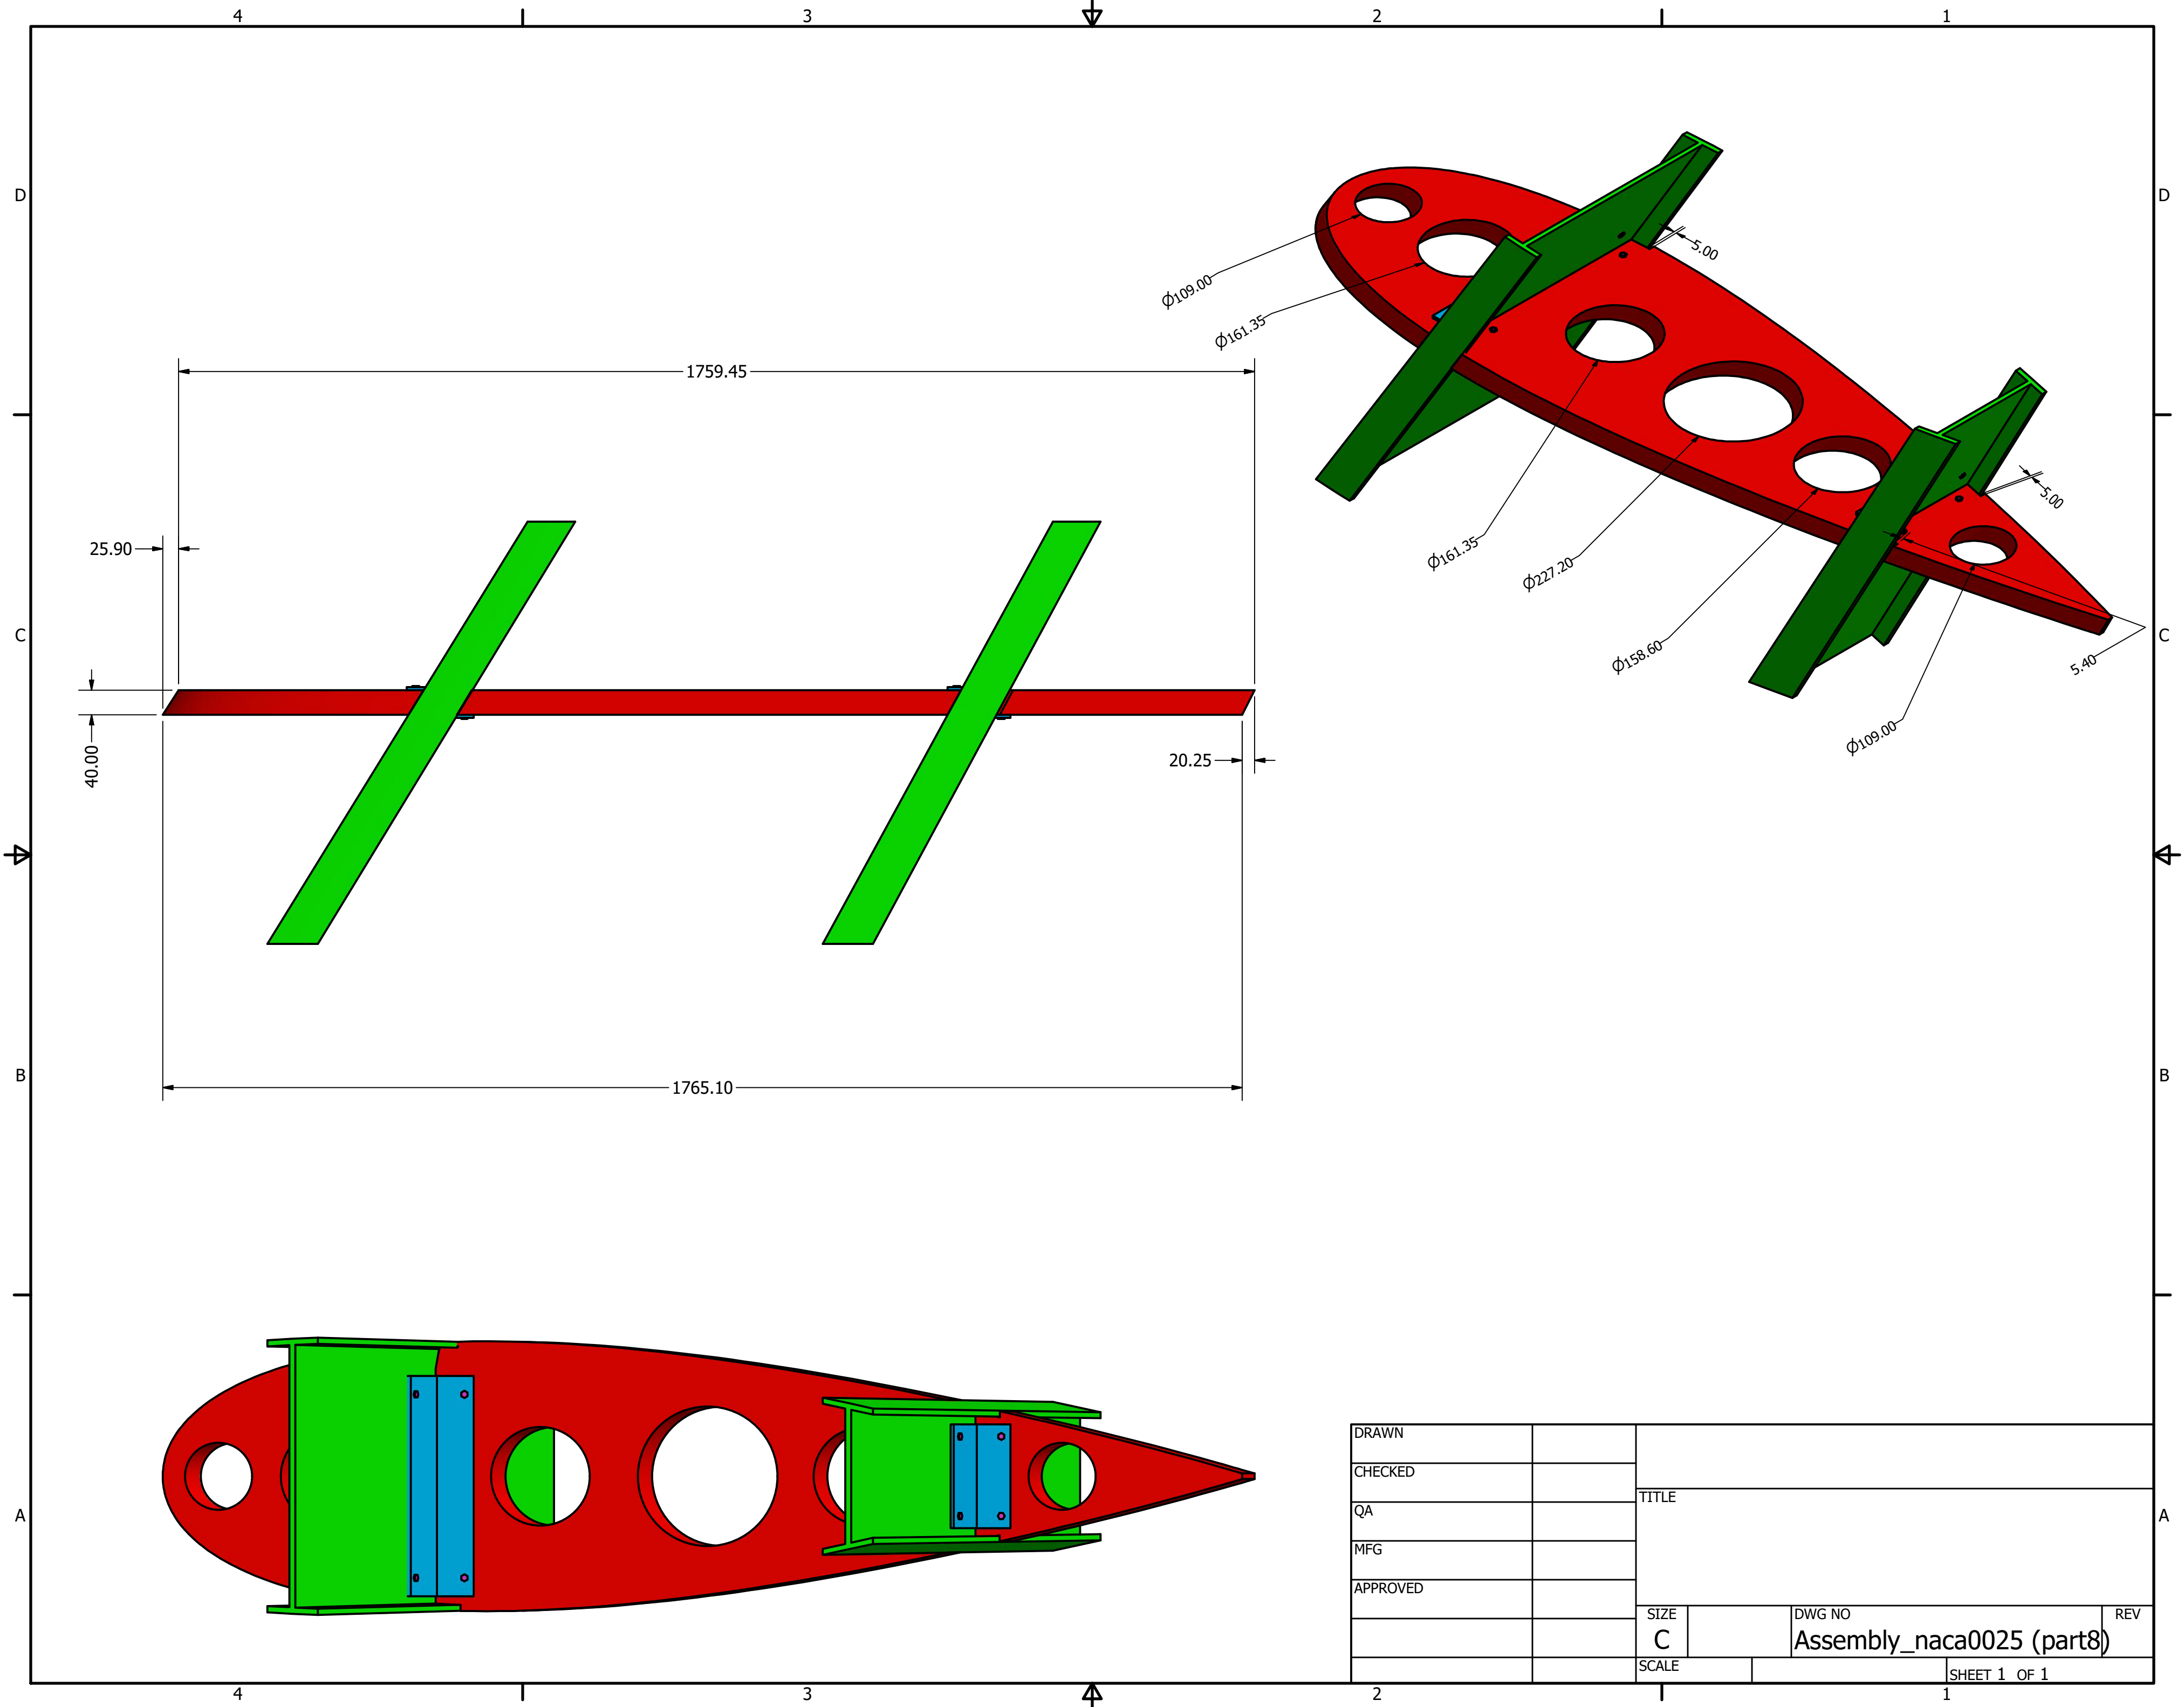 4 3 2 1
D D
Ø109.00
Ø161.35
5.00
1759.45
5.00
25.90
Ø161.35
Ø227.20
C C
Ø158.60
5.40
Ø109.00
40.00
20.25
B B
1765.10
A A
DRAWN
CHECKED
QA
MFG
APPROVED
TITLE
SIZE
C
DWG NO
Assembly_naca0025 (part8)
REV
SCALE
SHEET 1 OF 1
4 3 2 1